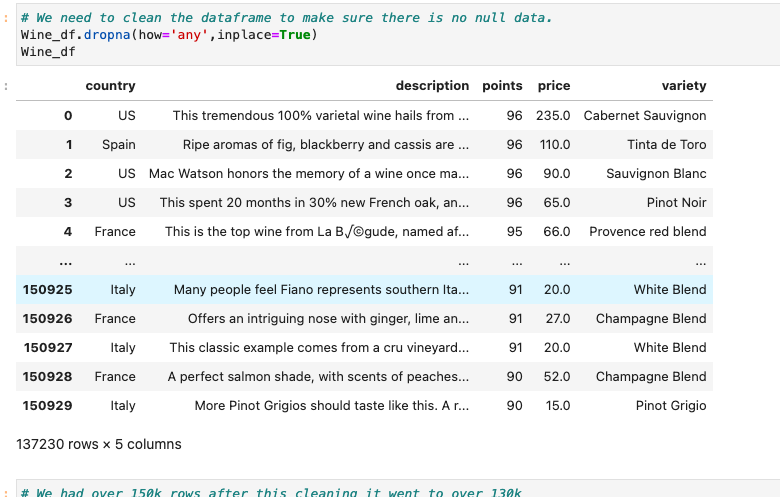 # We need to clean the dataframe to make sure there is no null data.
Wine_df.dropna(how='any',inplace=True)
Wine_df
country description points price variety
0 US This tremendous 100% varietal wine hails from ... 96 235.0 Cabernet Sauvignon
1 Spain Ripe aromas of fig, blackberry and cassis are ... 96 110.0 Tinta de Toro
2 US Mac Watson honors the memory of a wine once ma... 96 90.0 Sauvignon Blanc
3 US This spent 20 months in 30% new French oak, an... 96 65.0 Pinot Noir
4 France This is the top wine from La B√©gude, named af... 95 66.0 Provence red blend
... ... ... ... ... ...
150925 Italy Many people feel Fiano represents southern Ita... 91 20.0 White Blend
150926 France Offers an intriguing nose with ginger, lime an... 91 27.0 Champagne Blend
150927 Italy This classic example comes from a cru vineyard... 91 20.0 White Blend
150928 France A perfect salmon shade, with scents of peaches... 90 52.0 Champagne Blend
150929 Italy More Pinot Grigios should taste like this. A r... 90 15.0 Pinot Grigio
137230 rows × 5 columns
# We had over 150k rows after this cleaning it went to over 130k